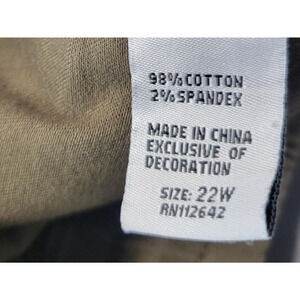 98% COTTON
2% SPANDEX
MADE IN CHINA
EXCLUSIVE OF
DECORATION
SIZE: 22W
RN112642